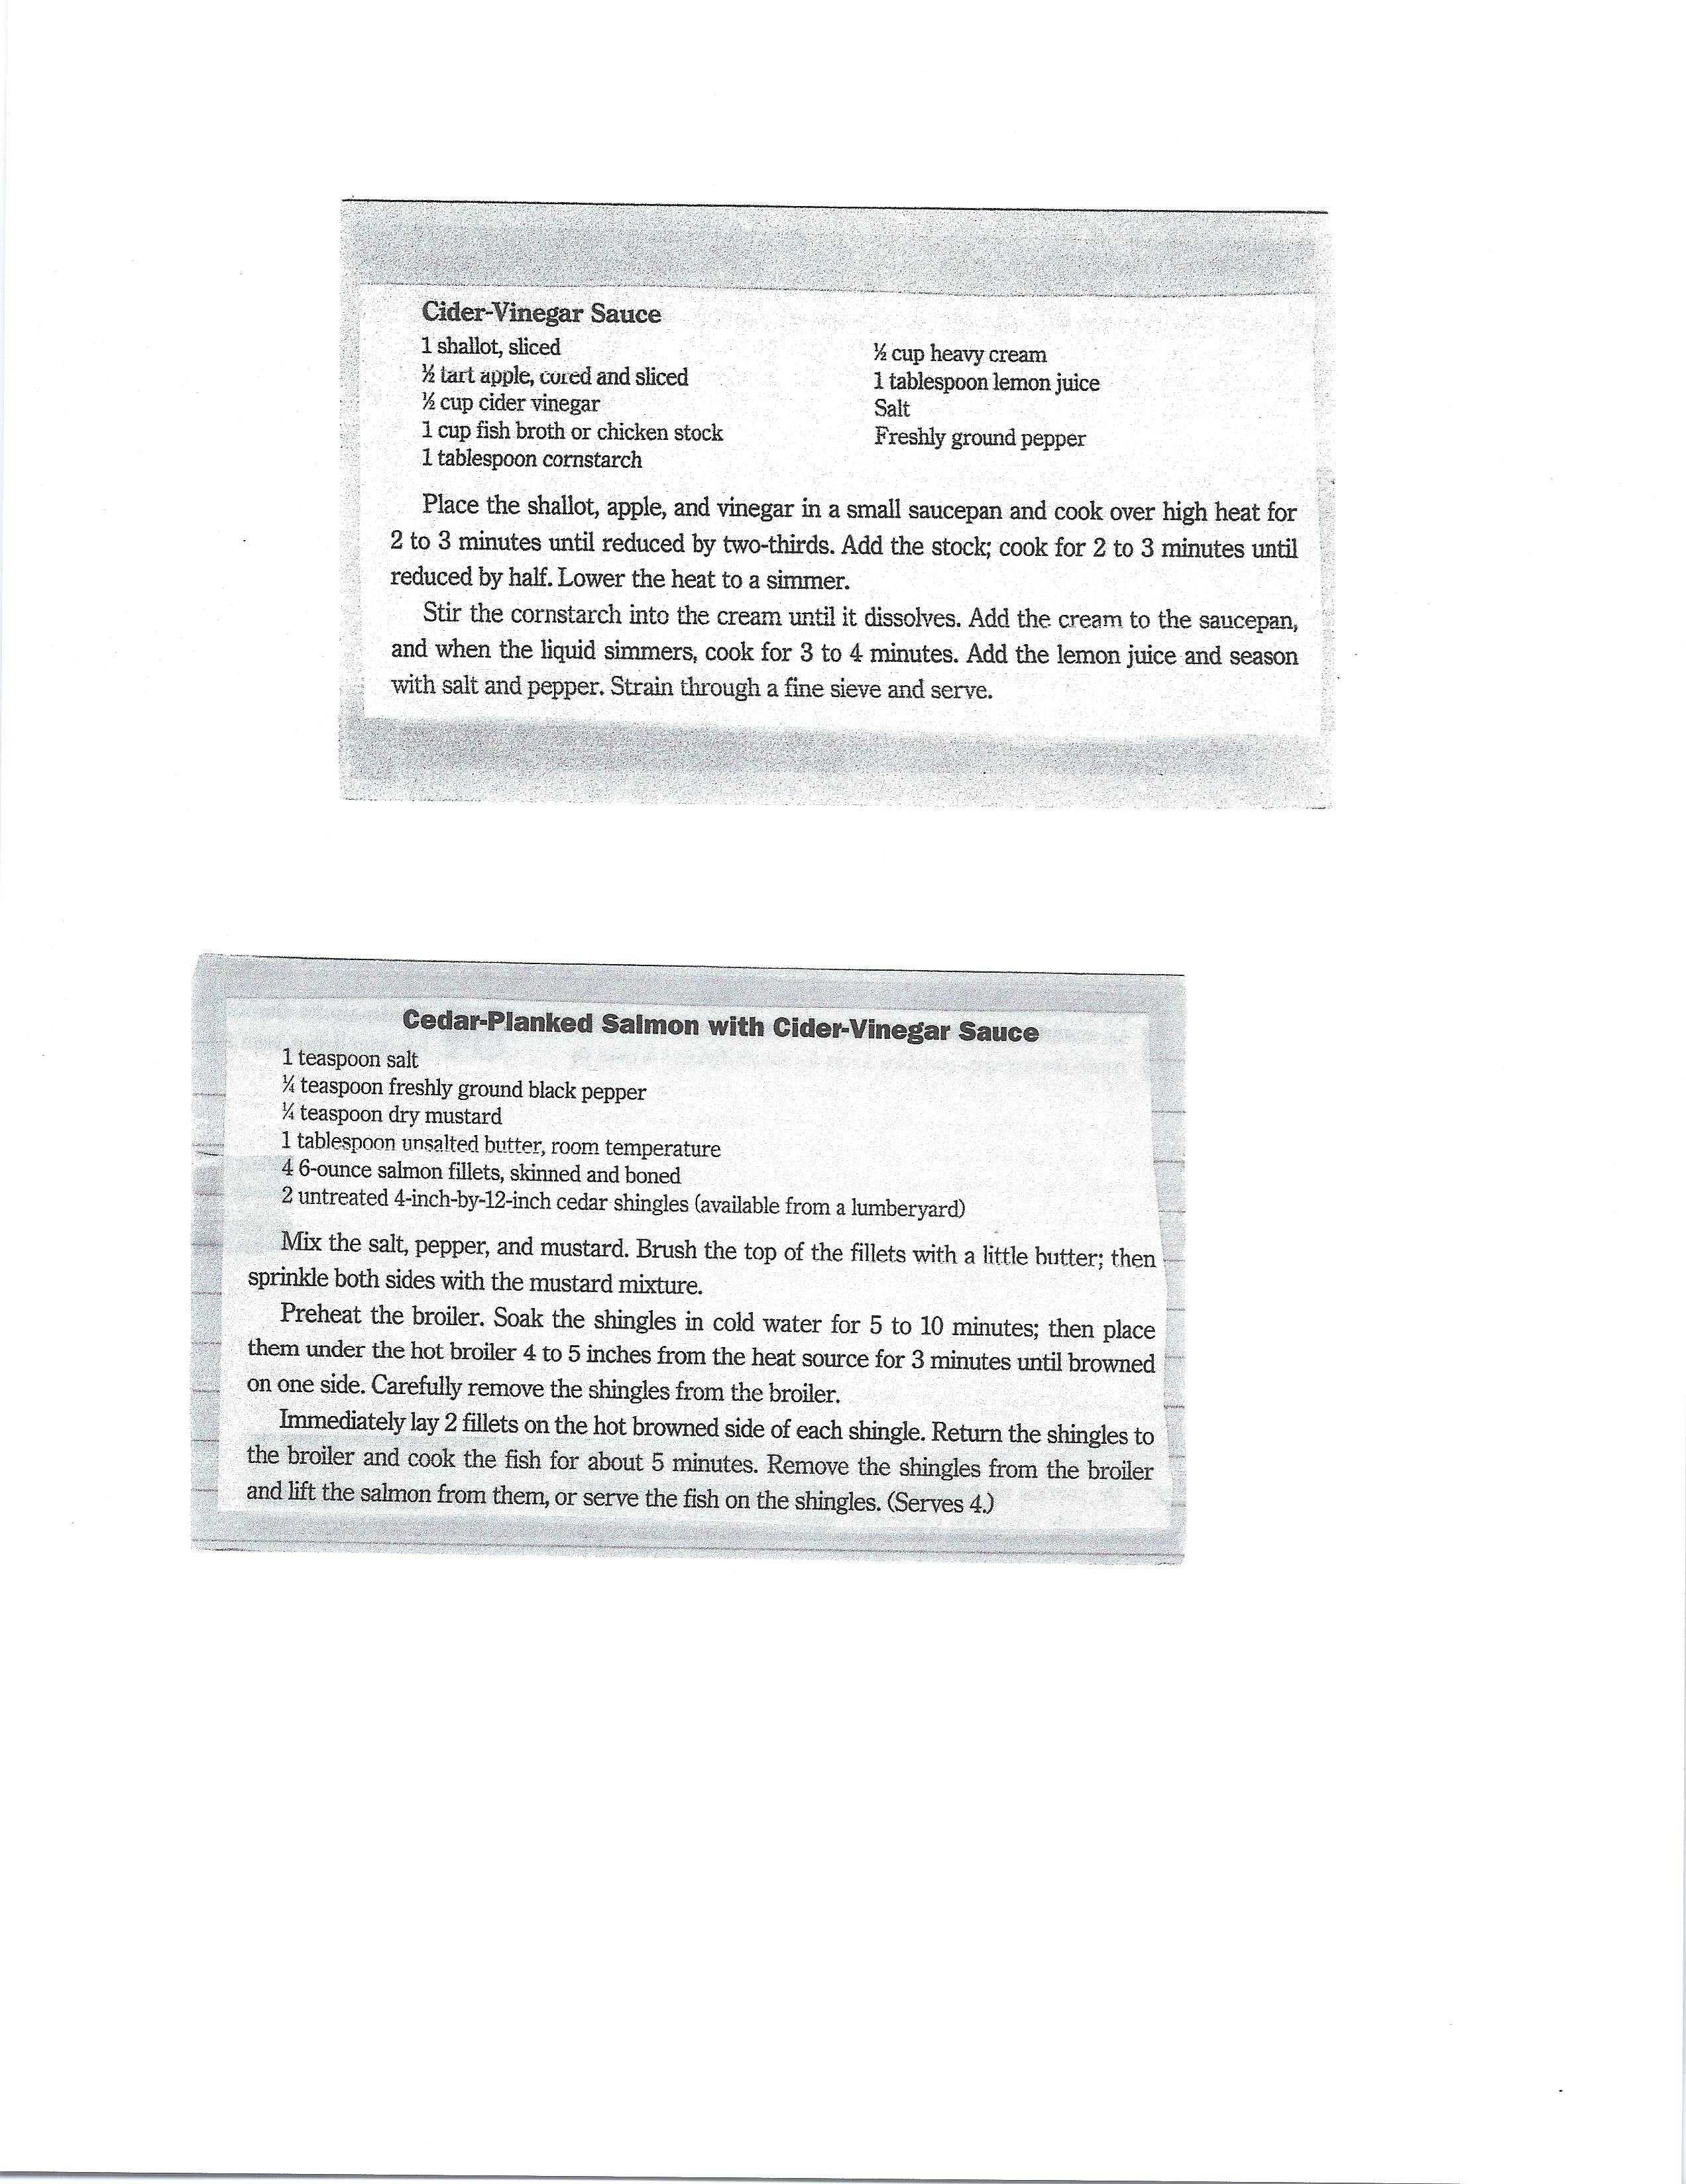 Cider-Vinegar Sauce
1 shallot, sliced
½ tart apple, cored and sliced
½ cup cider vinegar
1 cup fish broth or chicken stock
1 tablespoon cornstarch
½ cup heavy cream
1 tablespoon lemon juice
Salt
Freshly ground pepper
Place the shallot, apple, and vinegar in a small saucepan and cook over high heat for
2 to 3 minutes until reduced by two-thirds. Add the stock; cook for 2 to 3 minutes until
reduced by half. Lower the heat to a simmer.
Stir the cornstarch into the cream until it dissolves. Add the cream to the saucepan,
and when the liquid simmers, cook for 3 to 4 minutes. Add the lemon juice and season
with salt and pepper. Strain through a fine sieve and serve.
Cedar-Planked Salmon with Cider-Vinegar Sauce
1 teaspoon salt
¼ teaspoon freshly ground black pepper
¼ teaspoon dry mustard
1 tablespoon unsalted butter, room temperature
4 6-ounce salmon fillets, skinned and boned
2 untreated 4-inch-by-12-inch cedar shingles (available from a lumberyard)
Mix the salt, pepper, and mustard. Brush the top of the fillets with a little butter; then
sprinkle both sides with the mustard mixture.
Preheat the broiler. Soak the shingles in cold water for 5 to 10 minutes; then place
them under the hot broiler 4 to 5 inches from the heat source for 3 minutes until browned
on one side. Carefully remove the shingles from the broiler.
Immediately lay 2 fillets on the hot browned side of each shingle. Return the shingles to
the broiler and cook the fish for about 5 minutes. Remove the shingles from the broiler
and lift the salmon from them, or serve the fish on the shingles. (Serves 4.)